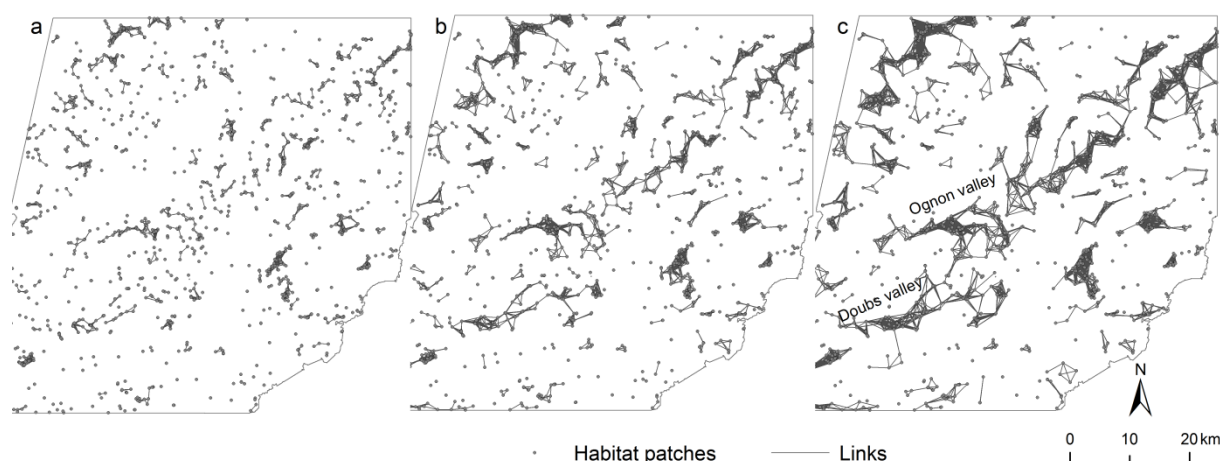 a
b
c
Ognon valley
Doubs valley
N
Habitat patches
Links
0 10 20 km